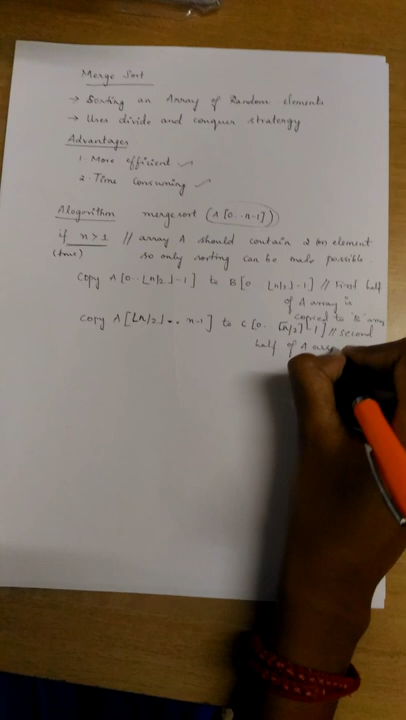 Merge Sort
→ Sorting an Array of Random elements
→ Uses divide and conquer stratergy
Advantages
1. More efficient ✓
2. Time Consuming ✓
Alogorithm mergesort (A[0..n-1])
if n>1 // array A should contain 2 (or) element
(true) so only sorting can be made possible.
Copy A[0..⌊n/2⌋-1] to B[0..⌊n/2⌋-1] // First half
of A array is
copied to 'B' array
Copy A[⌊n/2⌋..n-1] to C[0..⌈n/2⌉-1] // second
half of A